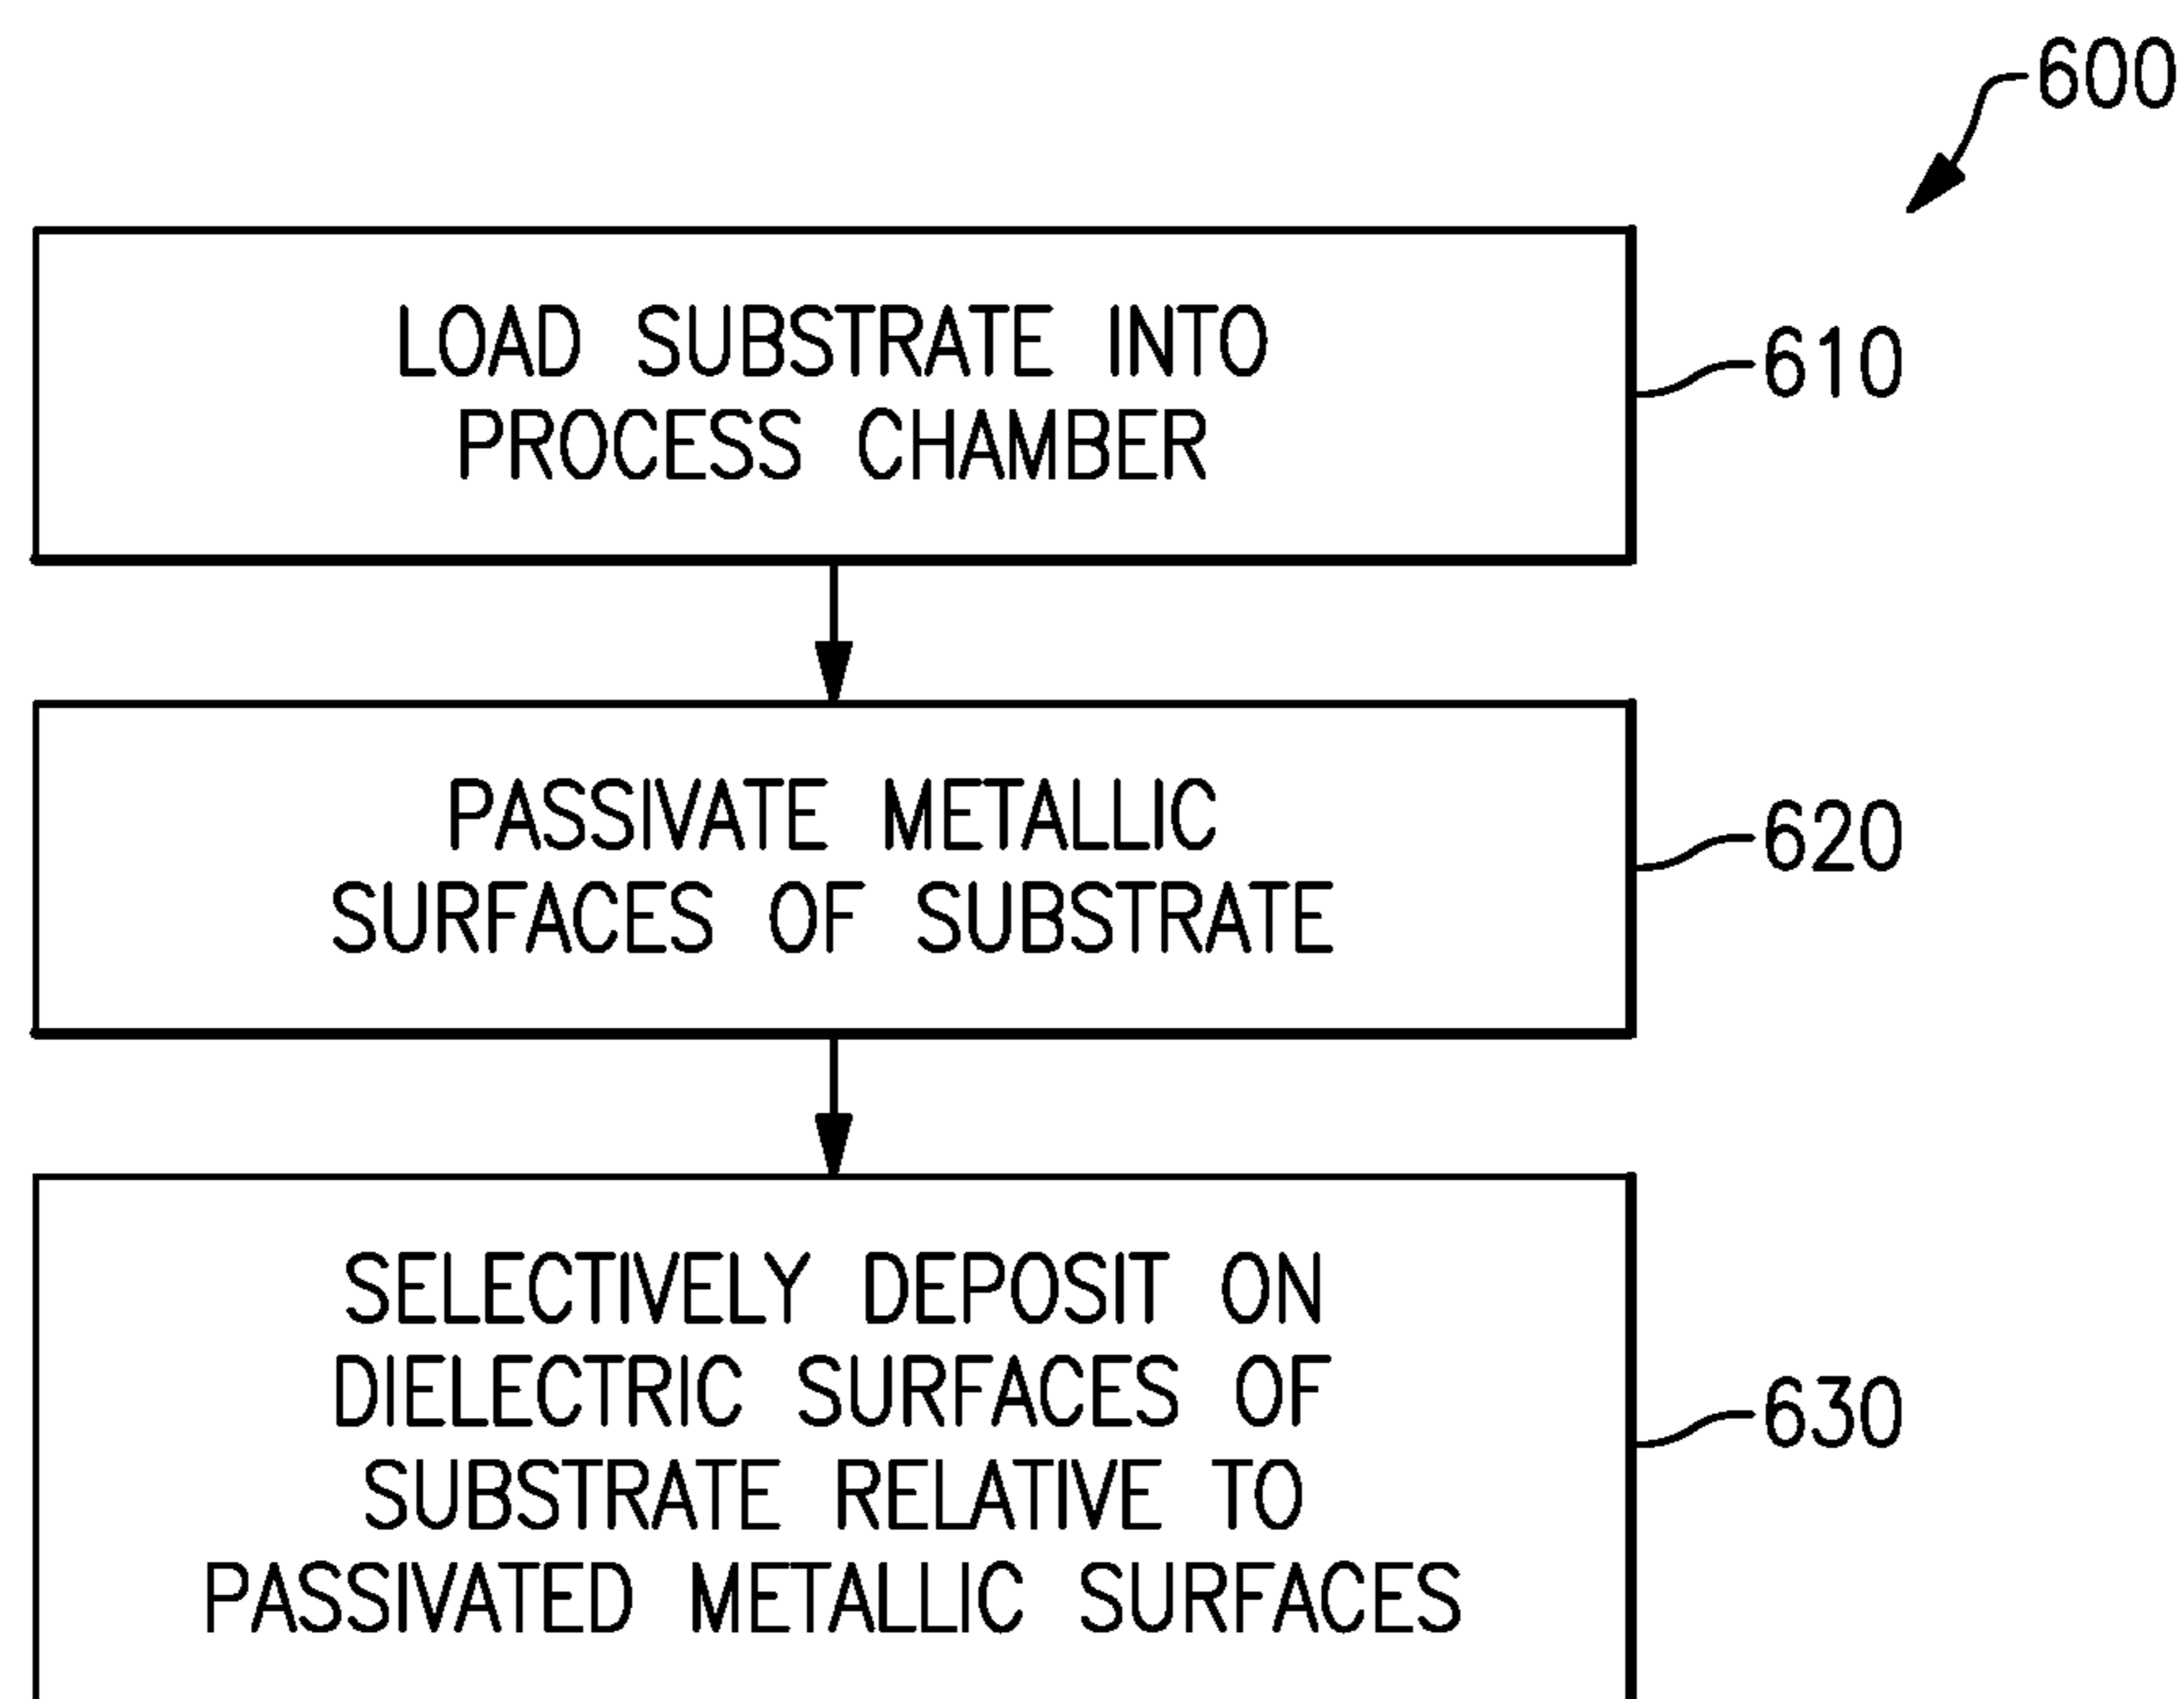 600
LOAD SUBSTRATE INTO
PROCESS CHAMBER
610
PASSIVATE METALLIC
SURFACES OF SUBSTRATE
620
SELECTIVELY DEPOSIT ON
DIELECTRIC SURFACES OF
SUBSTRATE RELATIVE TO
PASSIVATED METALLIC SURFACES
630